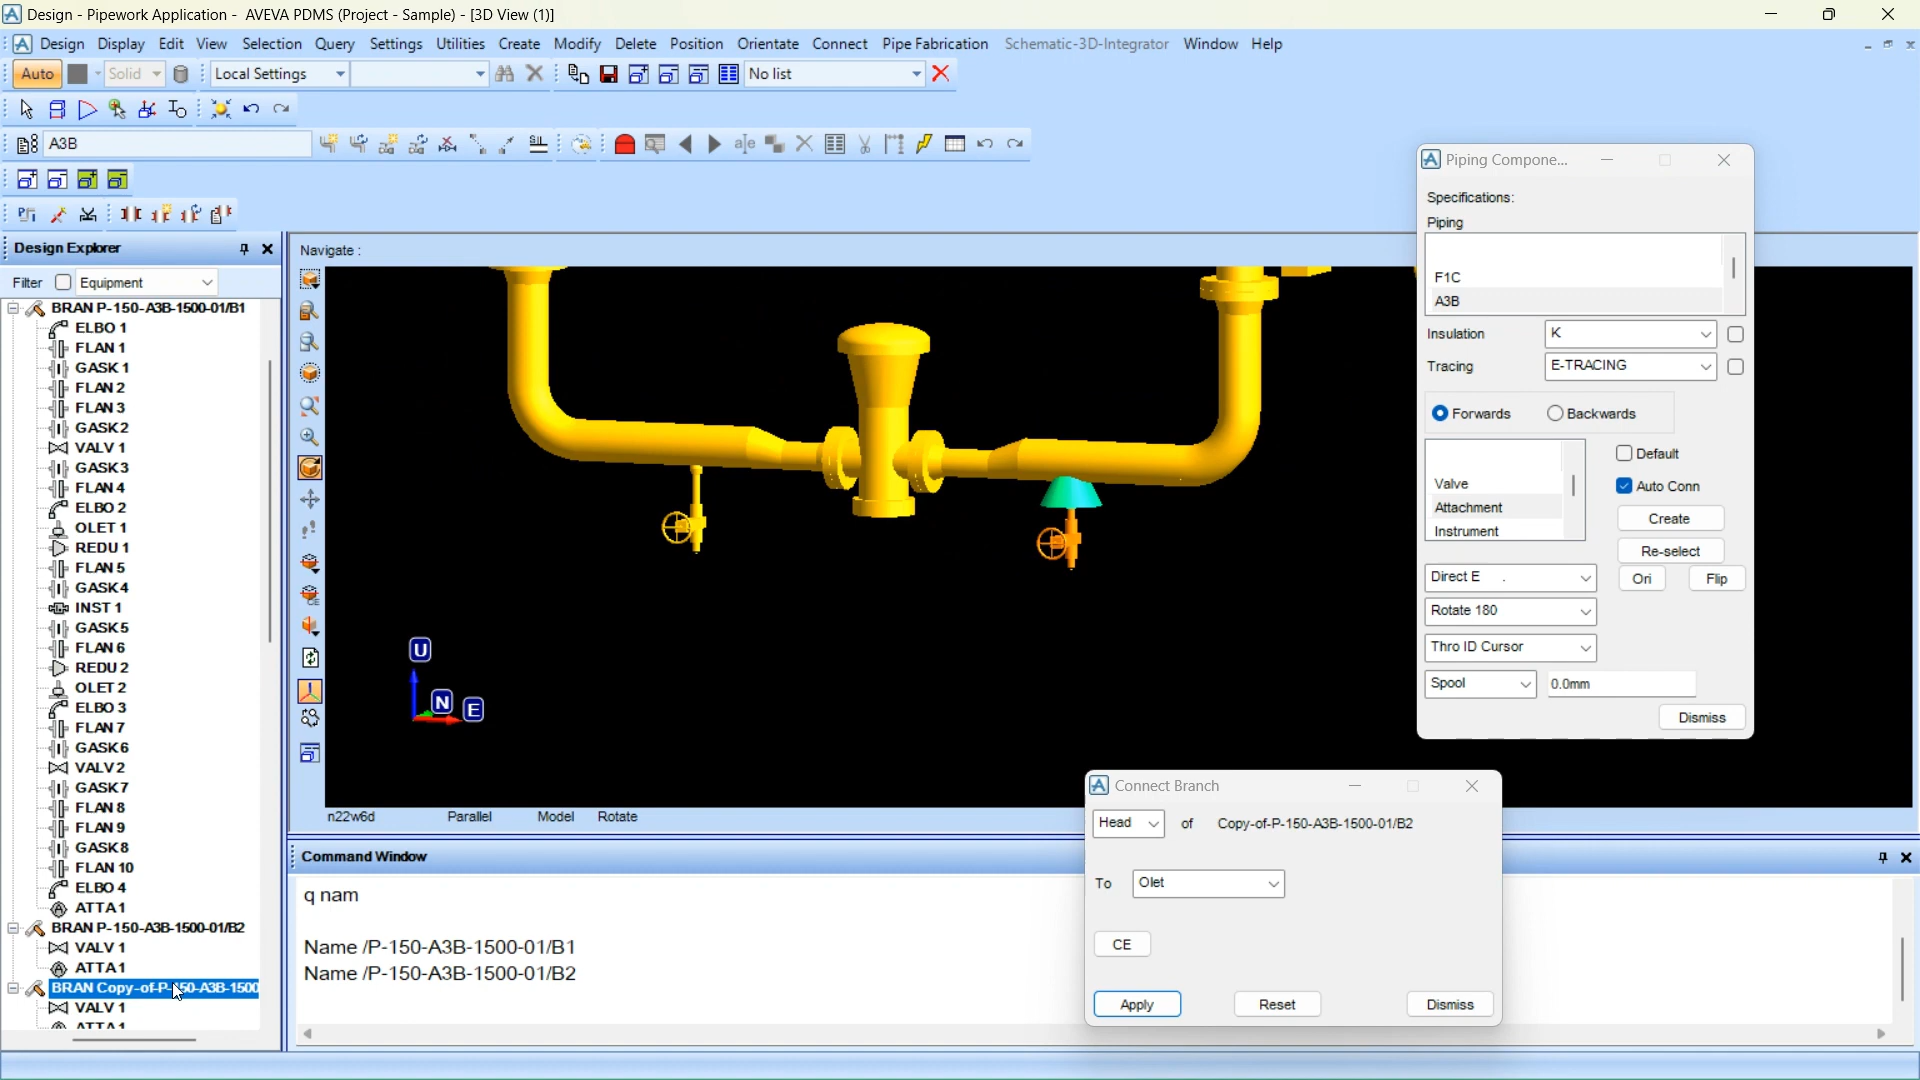 Design - Pipework Application - AVEVA PDMS (Project - Sample) - [3D View (1)]
Design Display Edit View Selection Query Settings Utilities Create Modify Delete Position Orientate Connect Pipe Fabrication Schematic-3D-Integrator Window Help
Auto Solid Local Settings No list
A3B
Design Explorer
Filter Equipment
BRAN P-150-A3B-1500-01/B1
ELBO 1
FLAN 1
GASK 1
FLAN 2
FLAN 3
GASK 2
VALV 1
GASK 3
FLAN 4
ELBO 2
OLET 1
REDU 1
FLAN 5
GASK 4
INST 1
GASK 5
FLAN 6
REDU 2
OLET 2
ELBO 3
FLAN 7
GASK 6
VALV 2
GASK 7
FLAN 8
FLAN 9
GASK 8
FLAN 10
ELBO 4
ATTA 1
BRAN P-150-A3B-1500-01/B2
VALV 1
ATTA 1
BRAN Copy-of-P-150-A3B-1500
VALV 1
ATTA 1
Navigate :
U
N
E
n22w6d Parallel Model Rotate
Command Window
q nam
Name /P-150-A3B-1500-01/B1
Name /P-150-A3B-1500-01/B2
Piping Compone...
Specifications:
Piping
F1C
A3B
Insulation K
Tracing E-TRACING
Forwards Backwards
Valve
Attachment
Instrument
Default
Auto Conn
Create
Re-select
Direct E . Ori Flip
Rotate 180
Thro ID Cursor
Spool 0.0mm
Dismiss
Connect Branch
Head of Copy-of-P-150-A3B-1500-01/B2
To Olet
CE
Apply Reset Dismiss